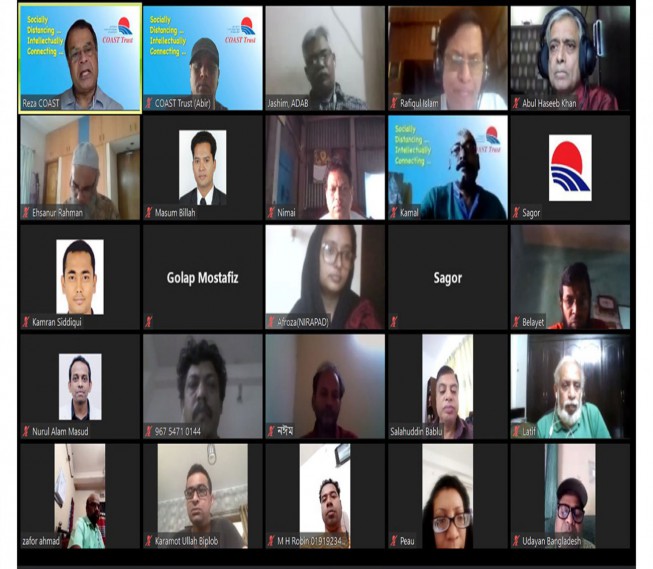 Socially
Distancing ...
Intellectually
Connecting ...
COAST Trust
Reza COAST
Socially
Distancing ...
Intellectually
Connecting ...
COAST Trust
COAST Trust (Abir)
Jashim, ADAB
Rafiqul Islam
Abul Haseeb Khan
Ehsanur Rahman
Masum Billah
Nimai
Socially
Distancing ...
Intellectually
Connecting ...
Trust
Kamal
Sagor
Kamran Siddiqui
Golap Mostafiz
Afroza(NIRAPAD)
Sagor
Belayet
Nurul Alam Masud
967 5471 0144
নঈম
Salahuddin Bablu
Latif
zafor ahmad
Karamot Ullah Biplob
M H Robin 01919234...
Peau
Udayan Bangladesh